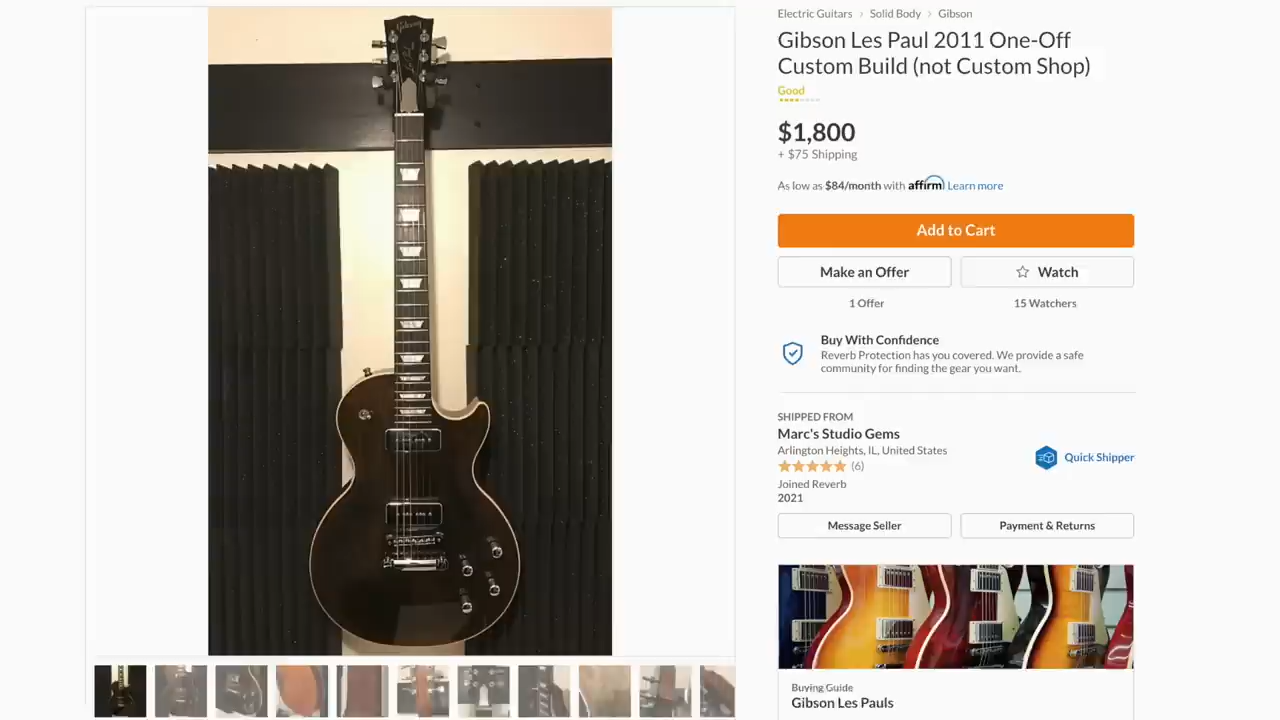 Electric Guitars > Solid Body > Gibson
Gibson Les Paul 2011 One-Off
Custom Build (not Custom Shop)
Good
$1,800
+ $75 Shipping
As low as $84/month with affirm Learn more
Add to Cart
Make an Offer
Watch
1 Offer
15 Watchers
Buy With Confidence
Reverb Protection has you covered. We provide a safe
community for finding the gear you want.
SHIPPED FROM
Marc's Studio Gems
Arlington Heights, IL, United States
(6)
Quick Shipper
Joined Reverb
2021
Message Seller
Payment & Returns
Buying Guide
Gibson Les Pauls
Gibson